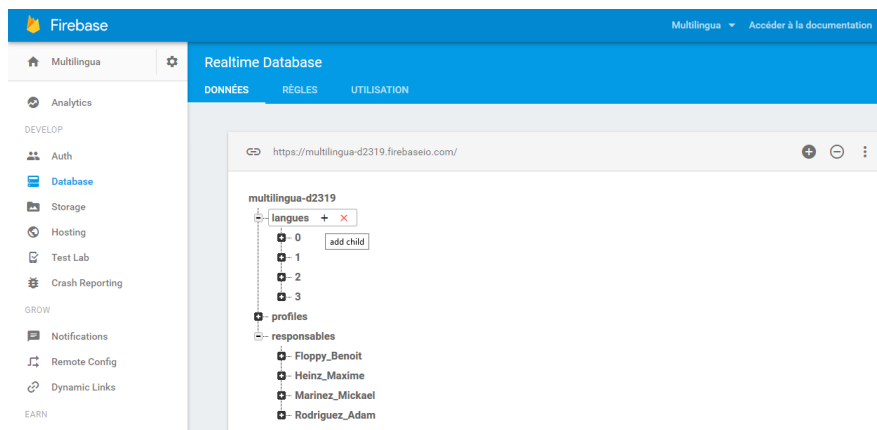 Firebase
Multilingua
Accéder à la documentation
Multilingua
Realtime Database
DONNÉES
RÈGLES
UTILISATION
Analytics
DEVELOP
Auth
Database
Storage
Hosting
Test Lab
Crash Reporting
GROW
Notifications
Remote Config
Dynamic Links
EARN
https://multilingua-d2319.firebaseio.com/
multilingua-d2319
langues
add child
0
1
2
3
profiles
responsables
Floppy_Benoit
Heinz_Maxime
Marinez_Mickael
Rodriguez_Adam